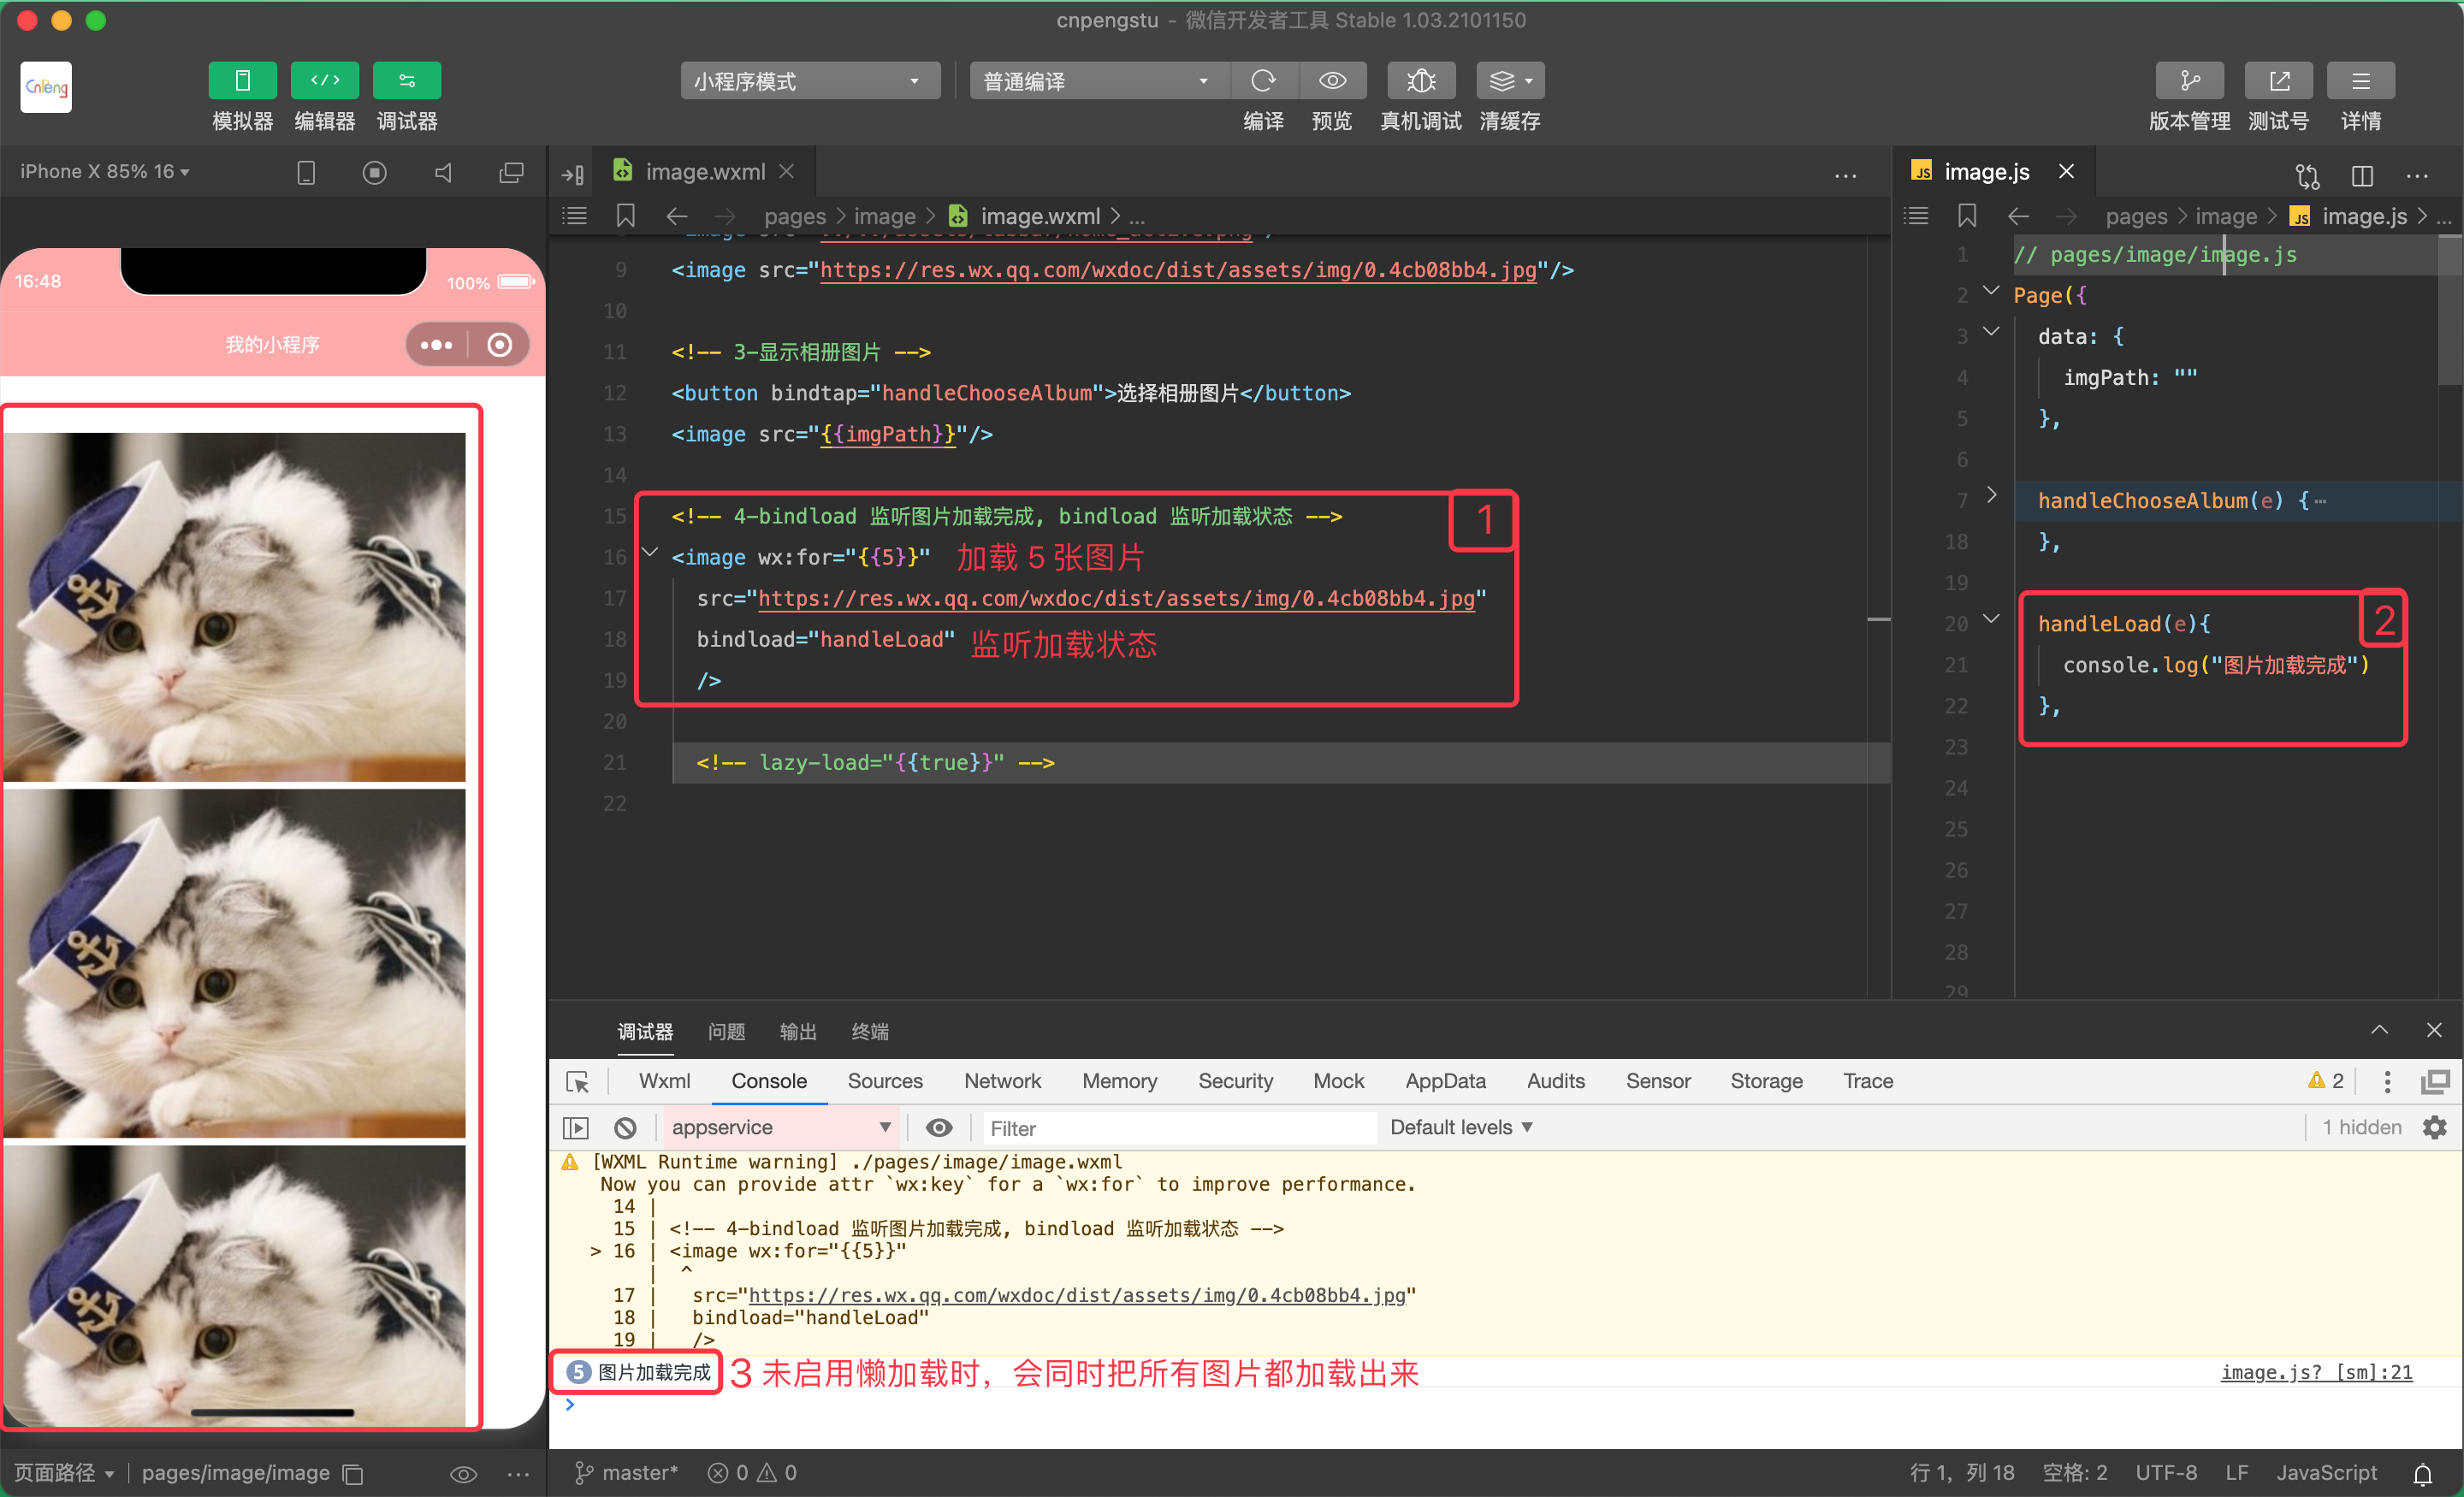 cnpengstu – 微信开发者工具 Stable 1.03.2101150
CnPeng
模拟器 编辑器 调试器
小程序模式 普通编译
编译 预览 真机调试 清缓存
版本管理 测试号 详情
iPhone X 85% 16
16:48
100%
我的小程序
image.wxml
pages > image > image.wxml > ...
9 <image src="https://res.wx.qq.com/wxdoc/dist/assets/img/0.4cb08bb4.jpg"/>
10
11 <!-- 3-显示相册图片 -->
12 <button bindtap="handleChooseAlbum">选择相册图片</button>
13 <image src="{{imgPath}}"/>
14
15 <!-- 4-bindload 监听图片加载完成, bindload 监听加载状态 -->
1
16 <image wx:for="{{5}}" 加载 5 张图片
17 src="https://res.wx.qq.com/wxdoc/dist/assets/img/0.4cb08bb4.jpg"
18 bindload="handleLoad" 监听加载状态
19 />
20
21 <!-- lazy-load="{{true}}" -->
22
JS image.js
pages > image > JS image.js > ...
1 // pages/image/image.js
2 Page({
3 data: {
4 imgPath: ""
5 },
6
7 handleChooseAlbum(e) {⋯
18 },
19
20 handleLoad(e){
2
21 console.log("图片加载完成")
22 },
23
24
25
26
27
28
29
调试器 问题 输出 终端
Wxml Console Sources Network Memory Security Mock AppData Audits Sensor Storage Trace
2
appservice Filter Default levels
1 hidden
[WXML Runtime warning] ./pages/image/image.wxml
Now you can provide attr `wx:key` for a `wx:for` to improve performance.
14 |
15 | <!-- 4-bindload 监听图片加载完成, bindload 监听加载状态 -->
> 16 | <image wx:for="{{5}}"
| ^
17 | src="https://res.wx.qq.com/wxdoc/dist/assets/img/0.4cb08bb4.jpg"
18 | bindload="handleLoad"
19 | />
5 图片加载完成 3 未启用懒加载时，会同时把所有图片都加载出来
image.js? [sm]:21
>
页面路径 pages/image/image
master* 0 0
行 1，列 18 空格: 2 UTF-8 LF JavaScript